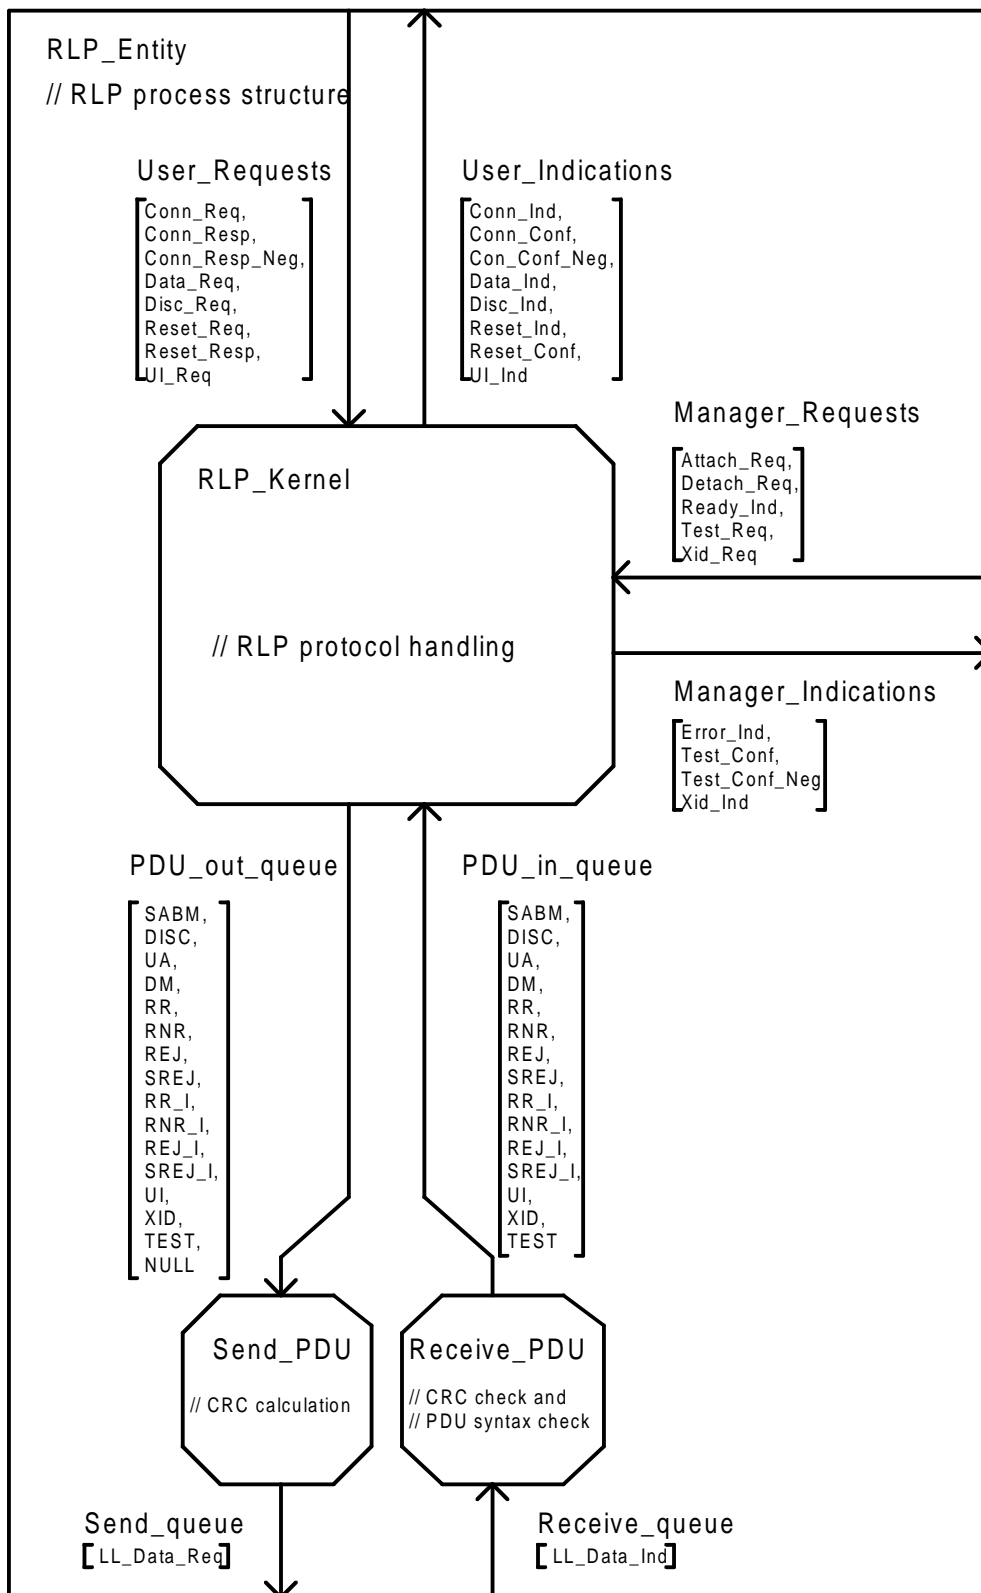 RLP_Entity
// RLP process structure
User_Requests
Conn_Req,
Conn_Resp,
Conn_Resp_Neg,
Data_Req,
Disc_Req,
Reset_Req,
Reset_Resp,
UI_Req
User_Indications
Conn_Ind,
Conn_Conf,
Con_Conf_Neg,
Data_Ind,
Disc_Ind,
Reset_Ind,
Reset_Conf,
UI_Ind
Manager_Requests
Attach_Req,
Detach_Req,
Ready_Ind,
Test_Req,
Xid_Req
RLP_Kernel
// RLP protocol handling
Manager_Indications
Error_Ind,
Test_Conf,
Test_Conf_Neg
Xid_Ind
PDU_out_queue
SABM,
DISC,
UA,
DM,
RR,
RNR,
REJ,
SREJ,
RR_I,
RNR_I,
REJ_I,
SREJ_I,
UI,
XID,
TEST,
NULL
PDU_in_queue
SABM,
DISC,
UA,
DM,
RR,
RNR,
REJ,
SREJ,
RR_I,
RNR_I,
REJ_I,
SREJ_I,
UI,
XID,
TEST
Send_PDU
// CRC calculation
Receive_PDU
// CRC check and
// PDU syntax check
Send_queue
LL_Data_Req
Receive_queue
LL_Data_Ind